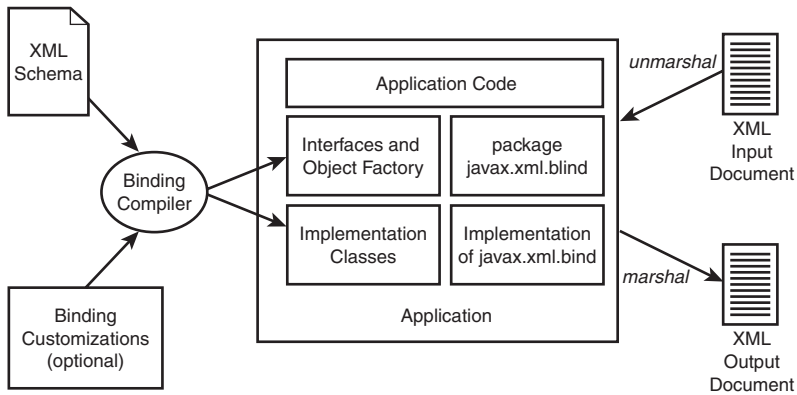 XML
Schema
Binding
Compiler
Binding
Customizations
(optional)
Application Code
Interfaces and
Object Factory
package
javax.xml.blind
Implementation
Classes
Implementation
of javax.xml.bind
Application
unmarshal
XML
Input
Document
marshal
XML
Output
Document